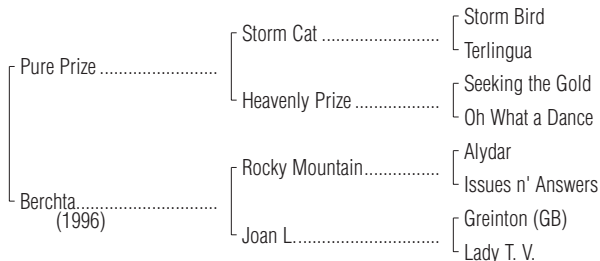 Storm Bird
Storm Cat ......................
Terlingua
Pure Prize ......................
Seeking the Gold
Heavenly Prize ................
Oh What a Dance
Alydar
Rocky Mountain...............
Issues n' Answers
Berchta..........................
(1996)
Greinton (GB)
Joan L...........................
Lady T. V.